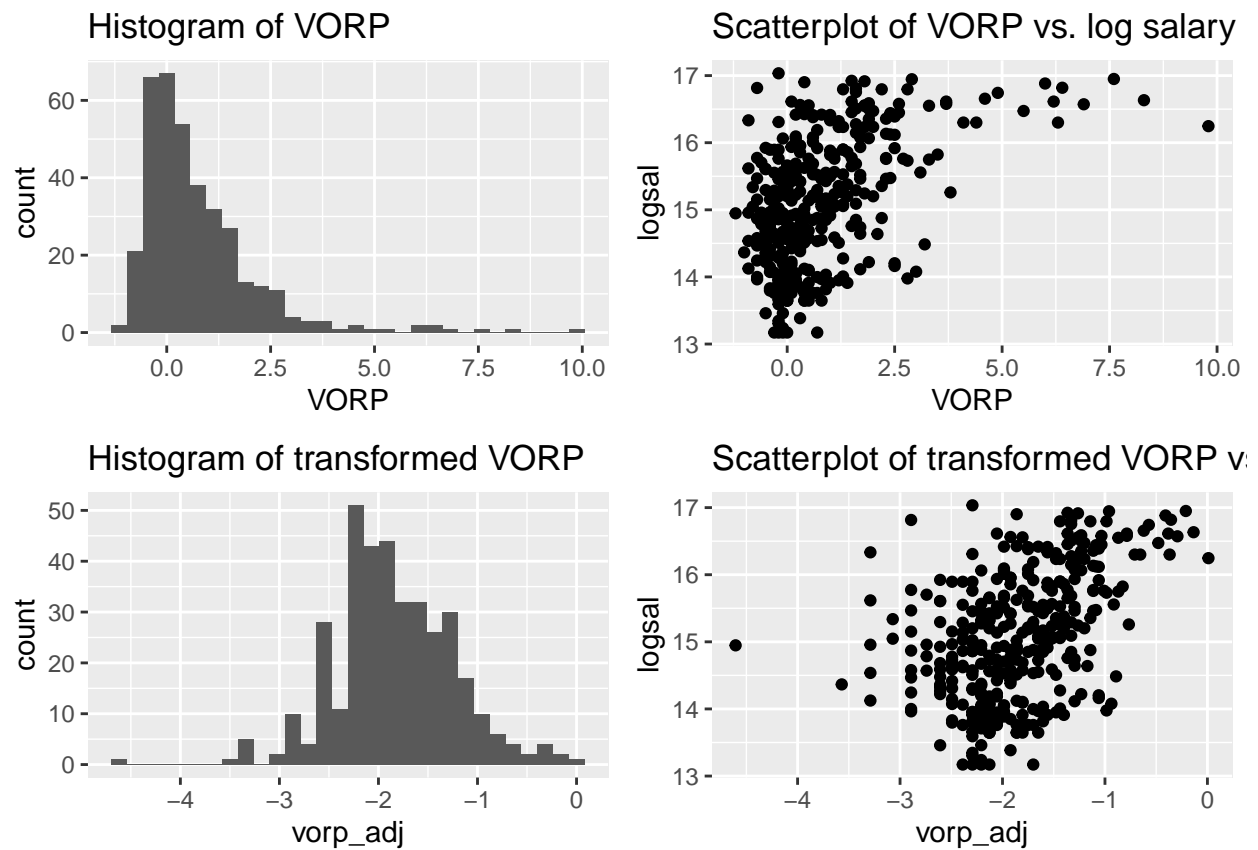 Histogram of VORP
60
40
20
0
count
0.0 2.5 5.0 7.5 10.0
VORP
Scatterplot of VORP vs. log salary
17
16
15
14
13
logsal
0.0 2.5 5.0 7.5 10.0
VORP
Histogram of transformed VORP
50
40
30
20
10
0
count
−4 −3 −2 −1 0
vorp_adj
Scatterplot of transformed VORP vs
17
16
15
14
13
logsal
−4 −3 −2 −1 0
vorp_adj